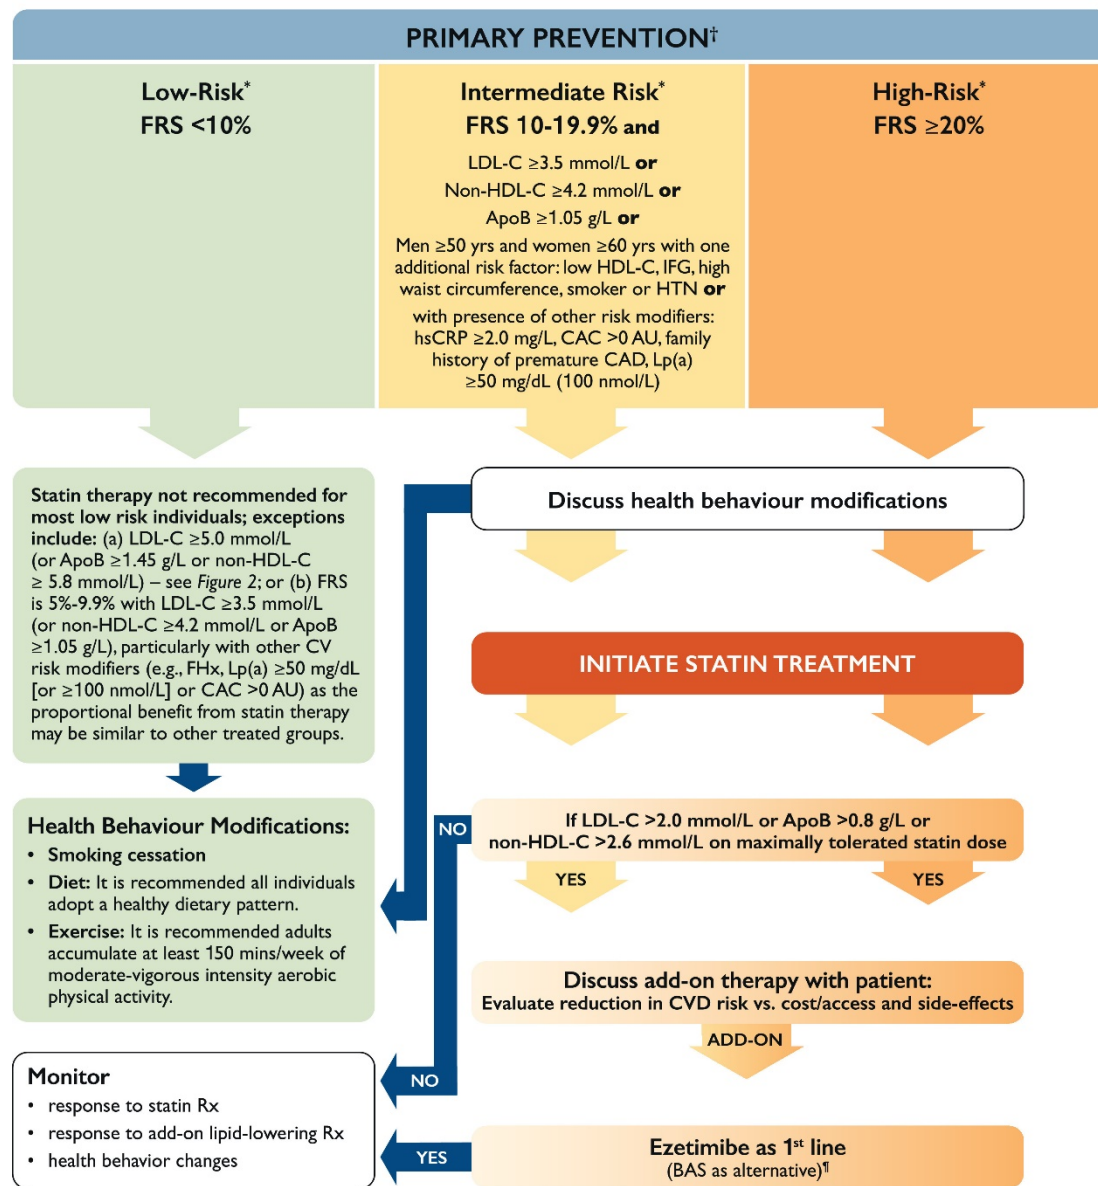 PRIMARY PREVENTION†
Low-Risk*
FRS <10%
Intermediate Risk*
FRS 10-19.9% and
LDL-C ≥3.5 mmol/L or
Non-HDL-C ≥4.2 mmol/L or
ApoB ≥1.05 g/L or
Men ≥50 yrs and women ≥60 yrs with one
additional risk factor: low HDL-C, IFG, high
waist circumference, smoker or HTN or
with presence of other risk modifiers:
hsCRP ≥2.0 mg/L, CAC >0 AU, family
history of premature CAD, Lp(a)
≥50 mg/dL (100 nmol/L)
High-Risk*
FRS ≥20%
Statin therapy not recommended for
most low risk individuals; exceptions
include: (a) LDL-C ≥5.0 mmol/L
(or ApoB ≥1.45 g/L or non-HDL-C
≥ 5.8 mmol/L) – see Figure 2; or (b) FRS
is 5%-9.9% with LDL-C ≥3.5 mmol/L
(or non-HDL-C ≥4.2 mmol/L or ApoB
≥1.05 g/L), particularly with other CV
risk modifiers (e.g., FHx, Lp(a) ≥50 mg/dL
[or ≥100 nmol/L] or CAC >0 AU) as the
proportional benefit from statin therapy
may be similar to other treated groups.
Health Behaviour Modifications:
• Smoking cessation
• Diet: It is recommended all individuals
adopt a healthy dietary pattern.
• Exercise: It is recommended adults
accumulate at least 150 mins/week of
moderate-vigorous intensity aerobic
physical activity.
Monitor
• response to statin Rx
• response to add-on lipid-lowering Rx
• health behavior changes
Discuss health behaviour modifications
INITIATE STATIN TREATMENT
NO
If LDL-C >2.0 mmol/L or ApoB >0.8 g/L or
non-HDL-C >2.6 mmol/L on maximally tolerated statin dose
YES
YES
Discuss add-on therapy with patient:
Evaluate reduction in CVD risk vs. cost/access and side-effects
ADD-ON
NO
YES
Ezetimibe as 1st line
(BAS as alternative)¶